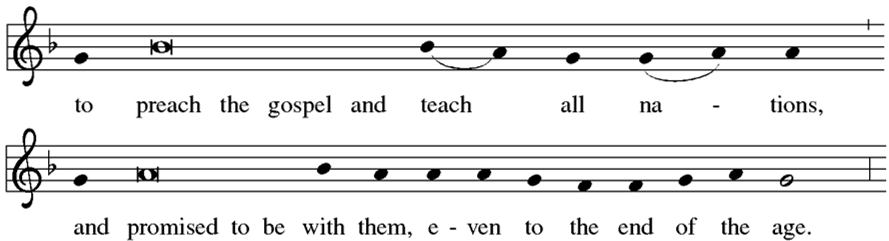 to preach the gospel and teach all na - tions,
and promised to be with them, e - ven to the end of the age.